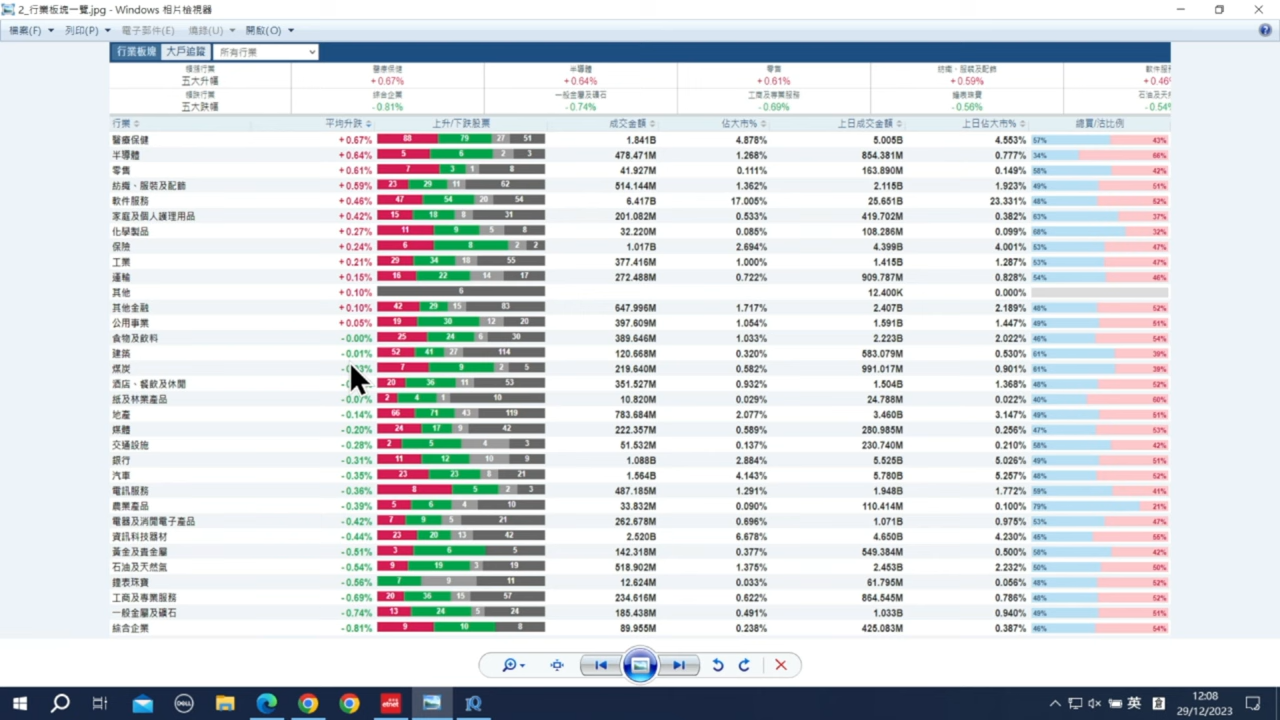 2_行業板塊一覽.jpg - Windows 相片檢視器
檔案(F) 列印(P) 電子郵件(E) 燒錄(U) 開啟(O)
行業板塊 大戶追蹤 所有行業
極漲行業 醫療保健 半導體 零售 紡織、服裝及配飾
五大升幅 +0.67% +0.64% +0.61% +0.59% +0.46%
極跌行業 綜合企業 一般金屬及礦石 工商及專業服務 鐘表珠寶
五大跌幅 -0.81% -0.74% -0.69% -0.56% -0.54%
行業 平均升跌 上升/下跌股票 成交金額 佔大市% 上日成交金額 上日佔大市% 總買/沽比例
醫療保健 +0.67% 88 79 27 51 1.841B 4.878% 5.005B 4.553% 57% 43%
半導體 +0.64% 5 6 2 3 478.471M 1.268% 854.381M 0.777% 34% 66%
零售 +0.61% 7 3 1 8 41.927M 0.111% 163.890M 0.149% 58% 42%
紡織、服裝及配飾 +0.59% 23 29 11 62 514.144M 1.362% 2.115B 1.923% 49% 51%
軟件服務 +0.46% 47 54 20 54 6.417B 17.005% 25.651B 23.331% 48% 52%
家庭及個人護理用品 +0.42% 15 18 8 31 201.082M 0.533% 419.702M 0.382% 63% 37%
化學製品 +0.27% 11 9 5 8 32.220M 0.085% 108.286M 0.099% 68% 32%
保險 +0.24% 6 8 2 2 1.017B 2.694% 4.399B 4.001% 53% 47%
工業 +0.21% 29 34 18 55 377.416M 1.000% 1.415B 1.287% 53% 47%
運輸 +0.15% 16 22 14 17 272.488M 0.722% 909.787M 0.828% 54% 46%
其他 +0.10% 6 12.400K 0.000%
其他金融 +0.10% 42 29 15 83 647.996M 1.717% 2.407B 2.189% 48% 52%
公用事業 +0.05% 19 30 12 20 397.609M 1.054% 1.591B 1.447% 49% 51%
食物及飲料 -0.00% 25 24 6 30 389.646M 1.033% 2.223B 2.022% 46% 54%
建築 -0.01% 52 41 27 114 120.668M 0.320% 583.079M 0.530% 61% 39%
煤炭 7 9 2 5 219.640M 0.582% 991.017M 0.901% 61% 39%
酒店、餐飲及休閒 20 36 11 53 351.527M 0.932% 1.504B 1.368% 48% 52%
紙及林業產品 -0.07% 2 4 1 10 10.820M 0.029% 24.788M 0.022% 40% 60%
地產 -0.14% 66 71 43 119 783.684M 2.077% 3.460B 3.147% 49% 51%
媒體 -0.20% 24 17 9 42 222.357M 0.589% 280.985M 0.256% 47% 53%
交通設施 -0.28% 2 5 4 3 51.532M 0.137% 230.740M 0.210% 58% 42%
銀行 -0.31% 11 12 10 9 1.088B 2.884% 5.525B 5.026% 49% 51%
汽車 -0.35% 23 23 8 21 1.564B 4.143% 5.780B 5.257% 48% 52%
電訊服務 -0.36% 8 5 2 3 487.185M 1.291% 1.948B 1.772% 59% 41%
農業產品 -0.39% 5 6 4 10 33.832M 0.090% 110.414M 0.100% 79% 21%
電器及消閒電子產品 -0.42% 7 9 5 21 262.678M 0.696% 1.071B 0.975% 53% 47%
資訊科技器材 -0.44% 23 20 13 42 2.520B 6.678% 4.650B 4.230%
黃金及貴金屬 -0.51% 3 6 5 142.318M 0.377% 549.384M 0.500% 58% 42%
石油及天然氣 -0.54% 9 19 3 19 518.902M 1.375% 2.453B 2.232% 50% 50%
鐘表珠寶 -0.56% 7 9 11 12.624M 0.033% 61.795M 0.056% 48% 52%
工商及專業服務 -0.69% 20 36 15 57 234.616M 0.622% 864.545M 0.786% 48% 52%
一般金屬及礦石 -0.74% 13 24 5 24 185.438M 0.491% 1.033B 0.940% 49% 51%
綜合企業 -0.81% 9 10 8 89.955M 0.238% 425.083M 0.387% 46% 54%
DELL etnet IQ 英 12:08
29/12/2023